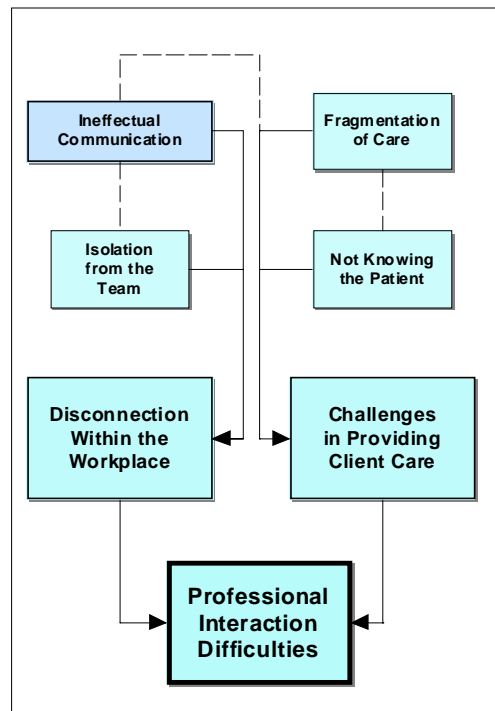 Ineffectual
Communication
Fragmentation
of Care
Isolation
from the
Team
Not Knowing
the Patient
Disconnection
Within the
Workplace
Challenges
in Providing
Client Care
Professional
Interaction
Difficulties